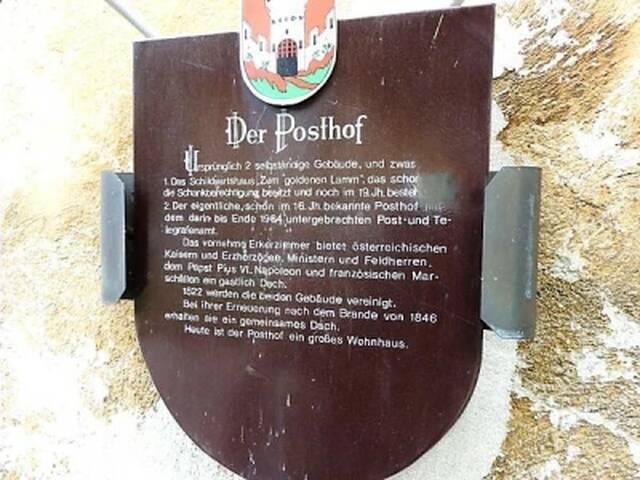 Der Posthof
Ursprünglich 2 selbständige Gebäude, und zwas
1. Das Schildwirtshaus „Zum goldenen Lamm", das schon
die Schankberechtigung besitzt und noch im 19. Jh. besteht
2. Der eigentliche, schon im 16. Jh. bekannte Posthof mit
dem darin bis Ende 1964 untergebrachten Post- und Te-
legrafenamt.
Das vornehme Erkerzimmer bietet österreichischen
Kaisern und Erzherzögen, Ministern und Feldherren,
dem Papst Pius VI. Napoleon und französischen Mar-
schällen ein gastlich Dach.
1822 werden die beiden Gebäude vereinigt.
Bei ihrer Erneuerung nach dem Brande von 1846
erhalten sie ein gemeinsames Dach.
Heute ist der Posthof ein großes Wohnhaus.